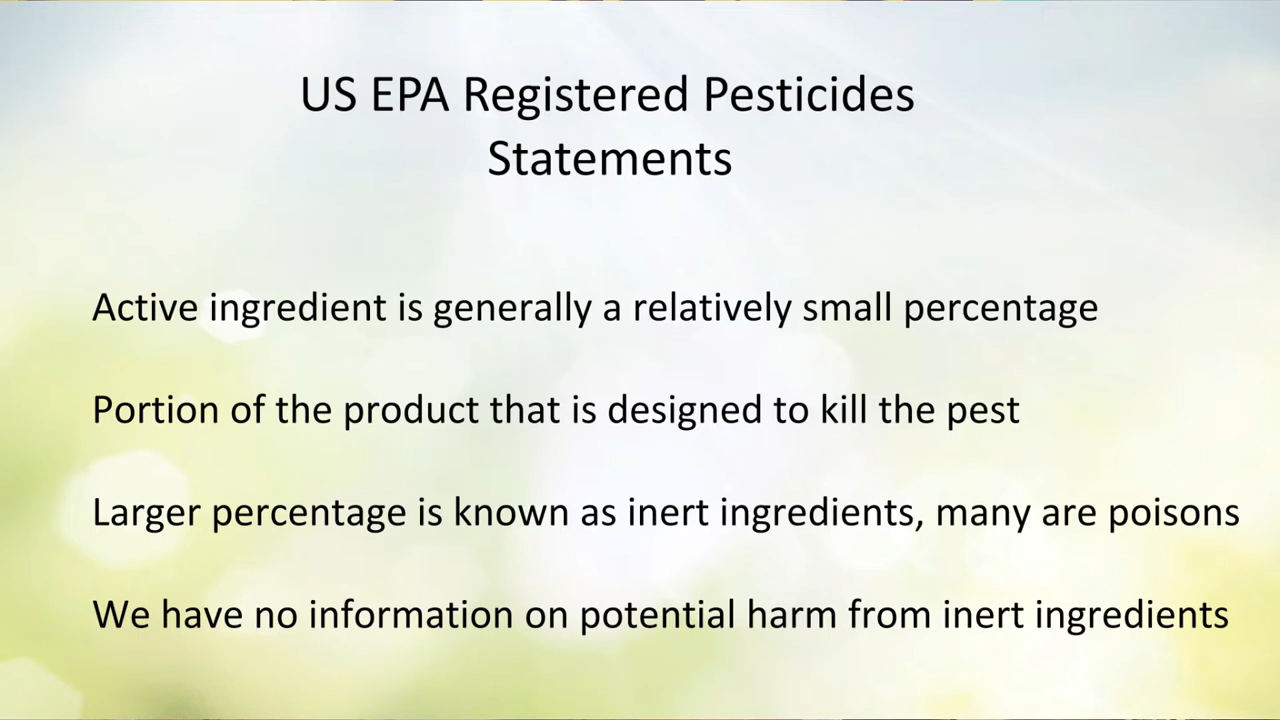 US EPA Registered Pesticides
Statements
Active ingredient is generally a relatively small percentage
Portion of the product that is designed to kill the pest
Larger percentage is known as inert ingredients, many are poisons
We have no information on potential harm from inert ingredients